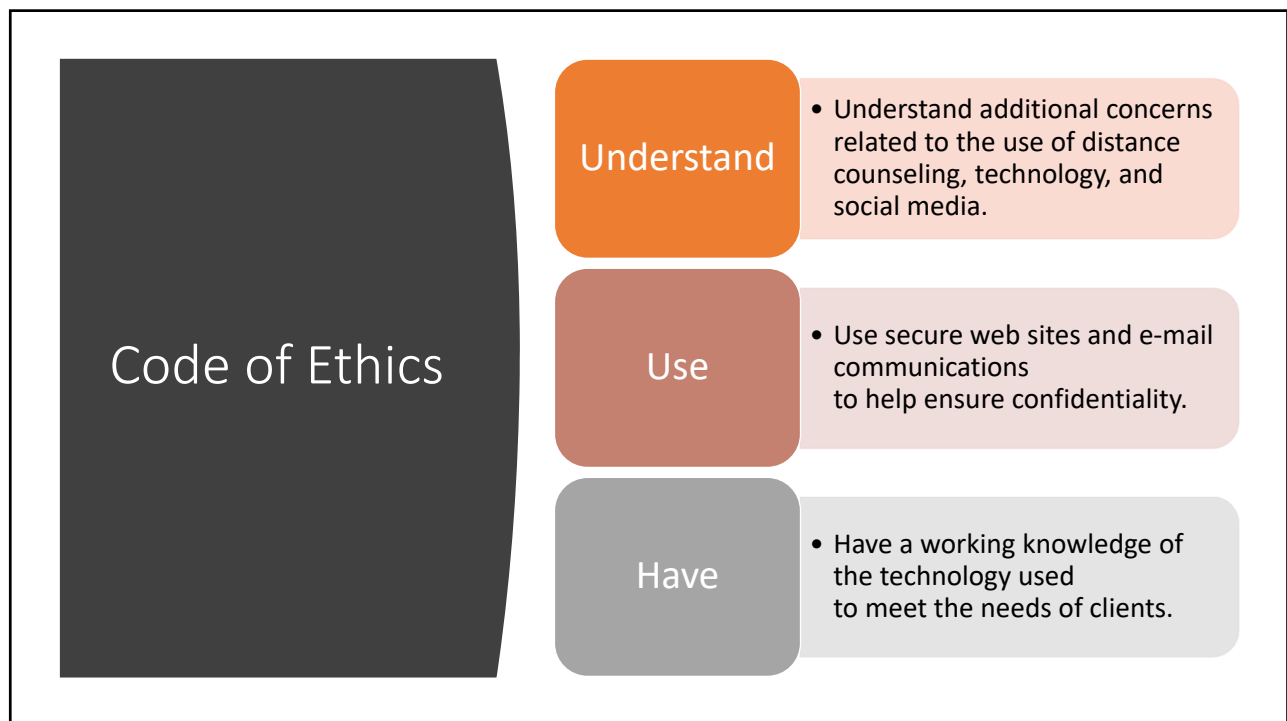 Code of Ethics
Understand
• Understand additional concerns
related to the use of distance
counseling, technology, and
social media.
Use
• Use secure web sites and e-mail
communications
to help ensure confidentiality.
Have
• Have a working knowledge of
the technology used
to meet the needs of clients.